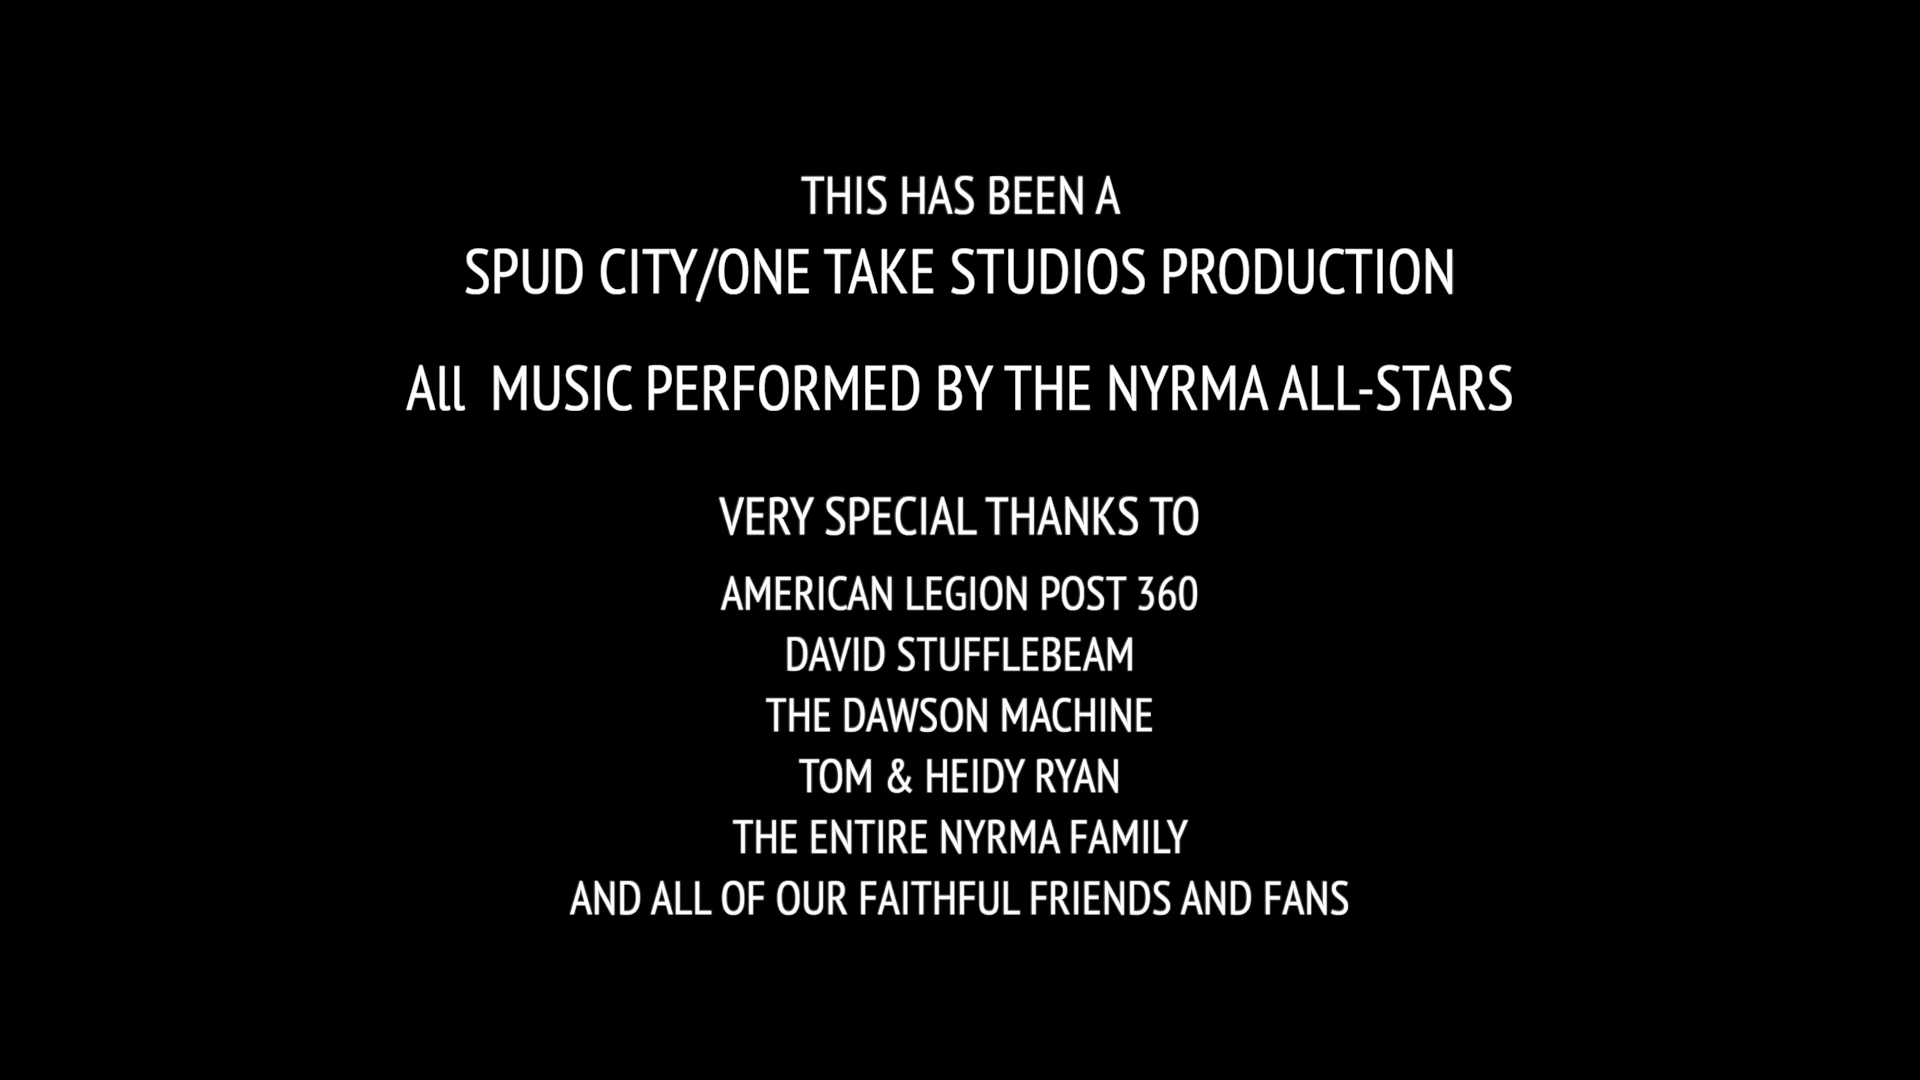 THIS HAS BEEN A
SPUD CITY/ONE TAKE STUDIOS PRODUCTION
All  MUSIC PERFORMED BY THE NYRMA ALL-STARS
VERY SPECIAL THANKS TO
AMERICAN LEGION POST 360
DAVID STUFFLEBEAM
THE DAWSON MACHINE
TOM & HEIDY RYAN
THE ENTIRE NYRMA FAMILY
AND ALL OF OUR FAITHFUL FRIENDS AND FANS